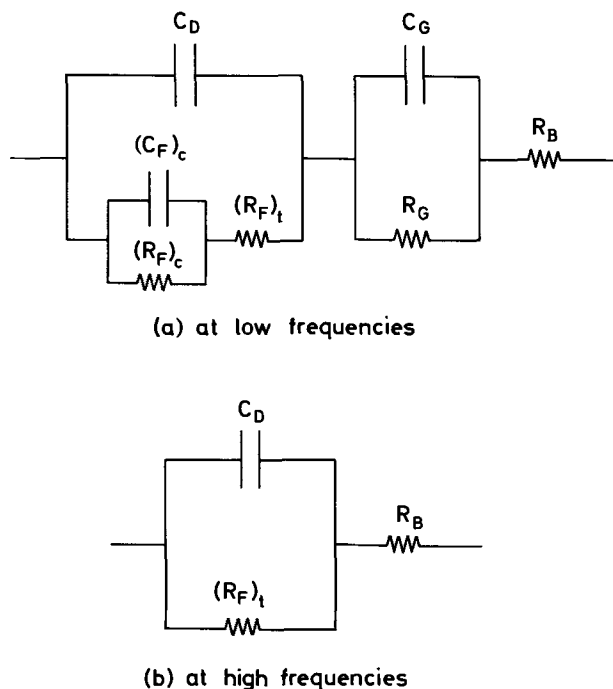 C_D
C_G
(C_F)_c
R_B
(R_F)_t
R_G
(R_F)_c
(a) at low frequencies
C_D
R_B
(R_F)_t
(b) at high frequencies